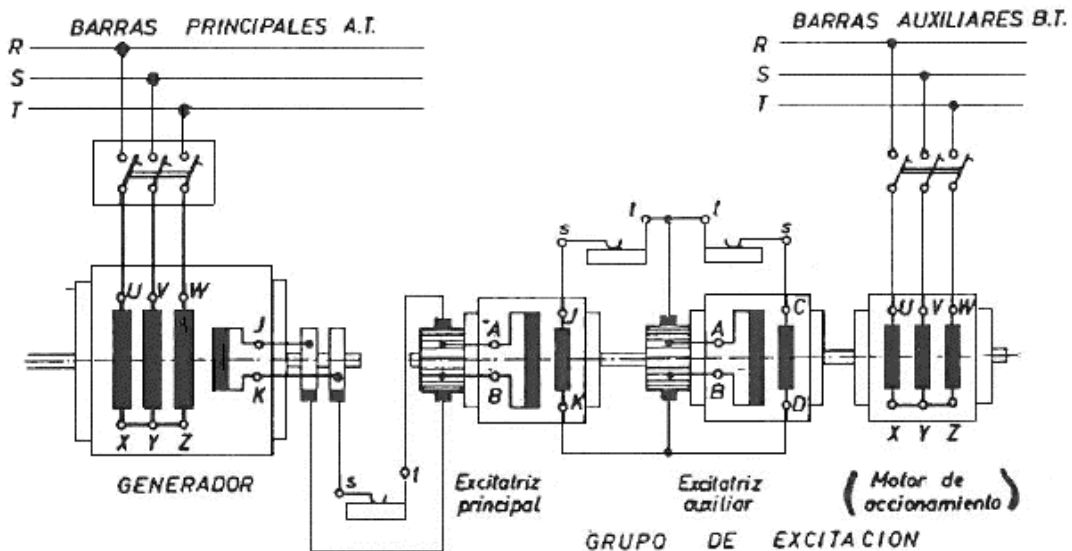 BARRAS PRINCIPALES A.T.
R
S
T
BARRAS AUXILIARES B.T.
R
S
T
U V W
J
K
X Y Z
GENERADOR
s
t
A
B
J
K
Excitatriz
principal
s
t
t
s
A
B
C
D
Excitatriz
auxiliar
U V W
X Y Z
(Motor de
accionamiento)
GRUPO DE EXCITACION